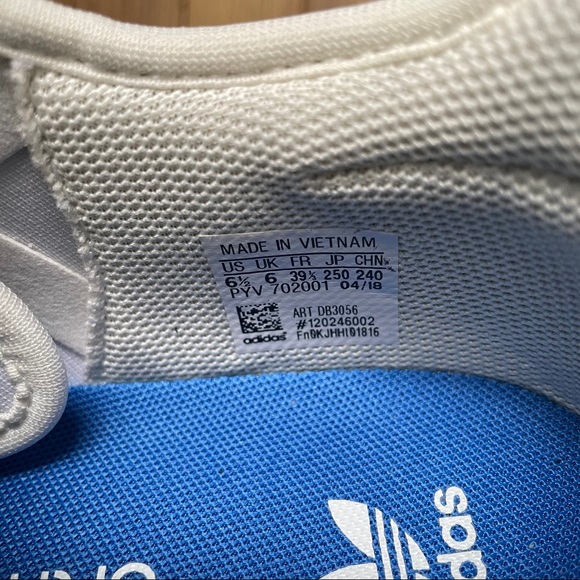 MADE IN VIETNAM
US UK FR JP CHN
6½ 6 39⅓ 250 240
PYV 702001 04/18
ART DB3056
#120246002
adidas
Fn0KJHHI01816
adidas